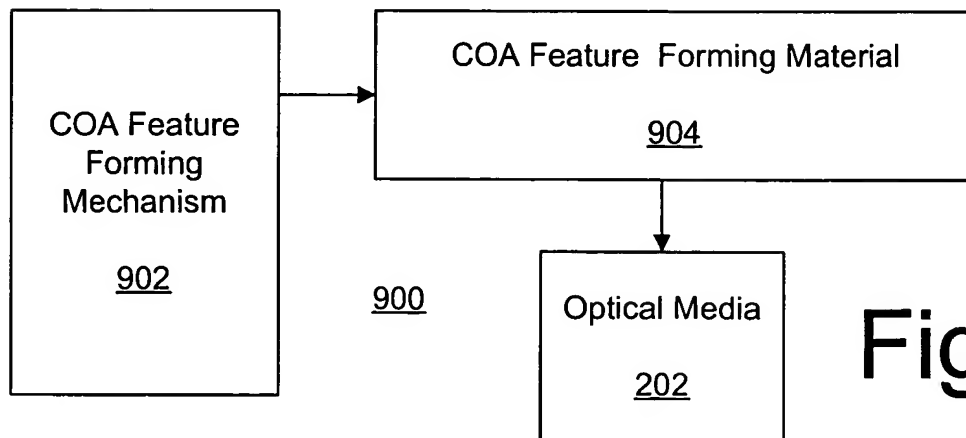 COA Feature Forming Material
904
COA Feature
Forming
Mechanism
902
900
Optical Media
202
Fig